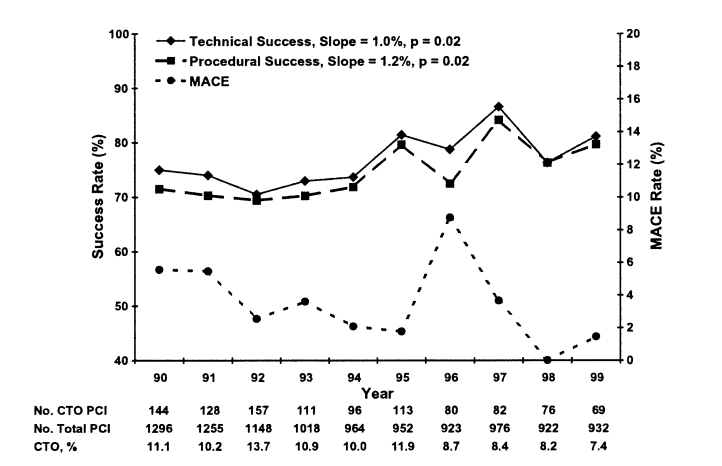 100
90
80
70
60
50
40
20
18
16
14
12
10
8
6
4
2
0
Success Rate (%)
MACE Rate (%)
Technical Success, Slope = 1.0%, p = 0.02
Procedural Success, Slope = 1.2%, p = 0.02
MACE
90 91 92 93 94 95 96 97 98 99
Year
No. CTO PCI 144 128 157 111 96 113 80 82 76 69
No. Total PCI 1296 1255 1148 1018 964 952 923 976 922 932
CTO, % 11.1 10.2 13.7 10.9 10.0 11.9 8.7 8.4 8.2 7.4